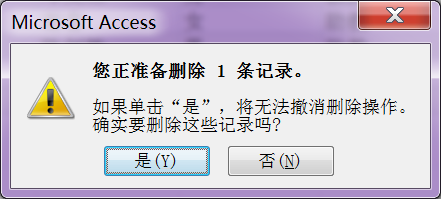 Microsoft Access
您正准备删除 1 条记录。
如果单击“是”，将无法撤消删除操作。
确实要删除这些记录吗?
是(Y)
否(N)